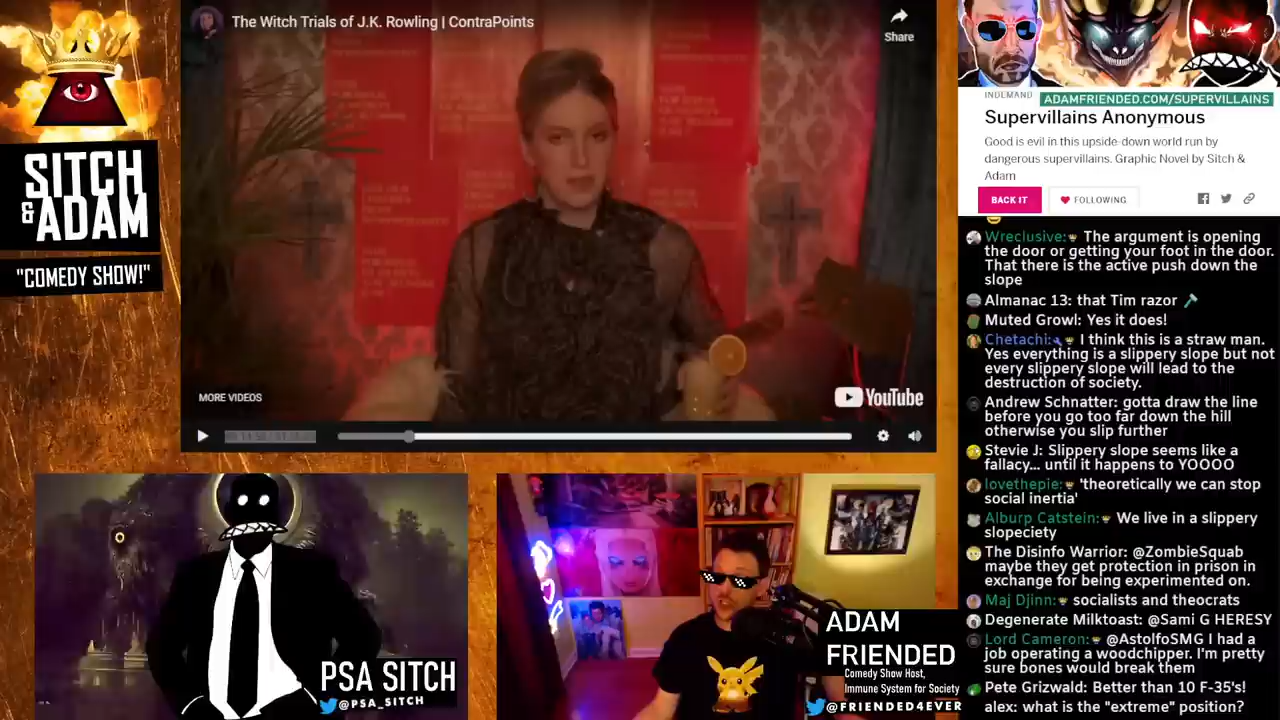 SITCH
& ADAM
"COMEDY SHOW!"
The Witch Trials of J.K. Rowling | ContraPoints
Share
MORE VIDEOS
YouTube
PSA SITCH
@PSA_SITCH
ADAM
FRIENDED
Comedy Show Host,
Immune System for Society
@FRIENDED4EVER
INDEMAND
ADAMFRIENDED.COM/SUPERVILLAINS
Supervillains Anonymous
Good is evil in this upside-down world run by
dangerous supervillains. Graphic Novel by Sitch &
Adam
BACK IT
FOLLOWING
Wreclusive: The argument is opening
the door or getting your foot in the door.
That there is the active push down the
slope
Almanac 13: that Tim razor
Muted Growl: Yes it does!
Chetachi: I think this is a straw man.
Yes everything is a slippery slope but not
every slippery slope will lead to the
destruction of society.
Andrew Schnatter: gotta draw the line
before you go too far down the hill
otherwise you slip further
Stevie J: Slippery slope seems like a
fallacy... until it happens to YOOOO
lovethepie: 'theoretically we can stop
social inertia'
Alburp Catstein: We live in a slippery
slopeciety
The Disinfo Warrior: @ZombieSquab
maybe they get protection in prison in
exchange for being experimented on.
Maj Djinn: socialists and theocrats
Degenerate Milktoast: @Sami G HERESY
Lord Cameron: @AstolfoSMG I had a
job operating a woodchipper. I'm pretty
sure bones would break them
Pete Grizwald: Better than 10 F-35's!
alex: what is the "extreme" position?